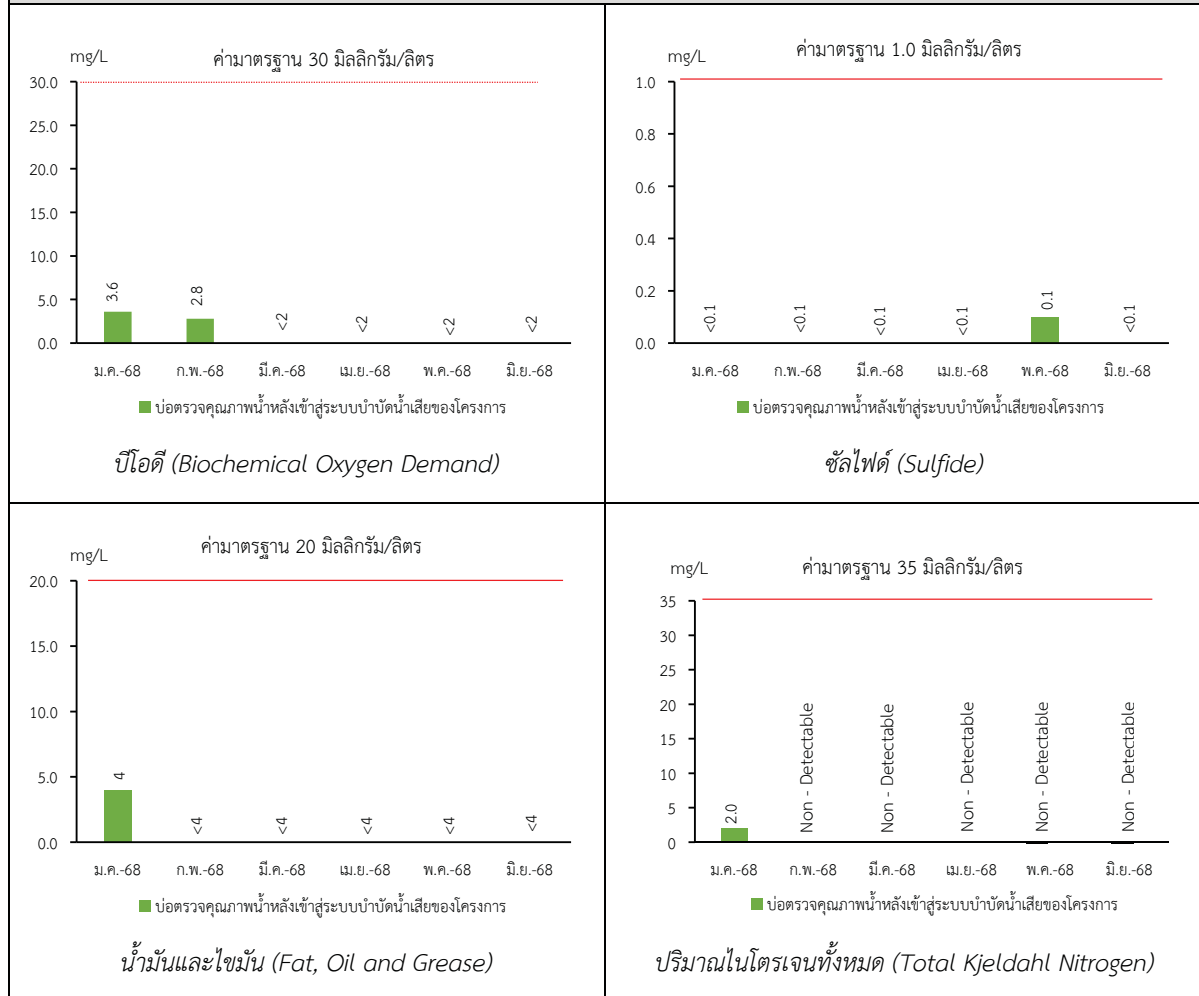 mg/L
ค่ามาตรฐาน 30 มิลลิกรัม/ลิตร
30.0
25.0
20.0
15.0
10.0
5.0
0.0
3.6
2.8
<2
<2
<2
<2
ม.ค.-68 ก.พ.-68 มี.ค.-68 เม.ย.-68 พ.ค.-68 มิ.ย.-68
บ่อตรวจคุณภาพน้ำหลังเข้าสู่ระบบบำบัดน้ำเสียของโครงการ
บีโอดี (Biochemical Oxygen Demand)
mg/L
ค่ามาตรฐาน 1.0 มิลลิกรัม/ลิตร
1.0
0.8
0.6
0.4
0.2
0.0
<0.1
<0.1
<0.1
<0.1
0.1
<0.1
ม.ค.-68 ก.พ.-68 มี.ค.-68 เม.ย.-68 พ.ค.-68 มิ.ย.-68
บ่อตรวจคุณภาพน้ำหลังเข้าสู่ระบบบำบัดน้ำเสียของโครงการ
ซัลไฟด์ (Sulfide)
mg/L
ค่ามาตรฐาน 20 มิลลิกรัม/ลิตร
20.0
15.0
10.0
5.0
0.0
4
<4
<4
<4
<4
<4
ม.ค.-68 ก.พ.-68 มี.ค.-68 เม.ย.-68 พ.ค.-68 มิ.ย.-68
บ่อตรวจคุณภาพน้ำหลังเข้าสู่ระบบบำบัดน้ำเสียของโครงการ
น้ำมันและไขมัน (Fat, Oil and Grease)
mg/L
ค่ามาตรฐาน 35 มิลลิกรัม/ลิตร
35
30
25
20
15
10
5
0
2.0
Non - Detectable
Non - Detectable
Non - Detectable
Non - Detectable
Non - Detectable
ม.ค.-68 ก.พ.-68 มี.ค.-68 เม.ย.-68 พ.ค.-68 มิ.ย.-68
บ่อตรวจคุณภาพน้ำหลังเข้าสู่ระบบบำบัดน้ำเสียของโครงการ
ปริมาณไนโตรเจนทั้งหมด (Total Kjeldahl Nitrogen)